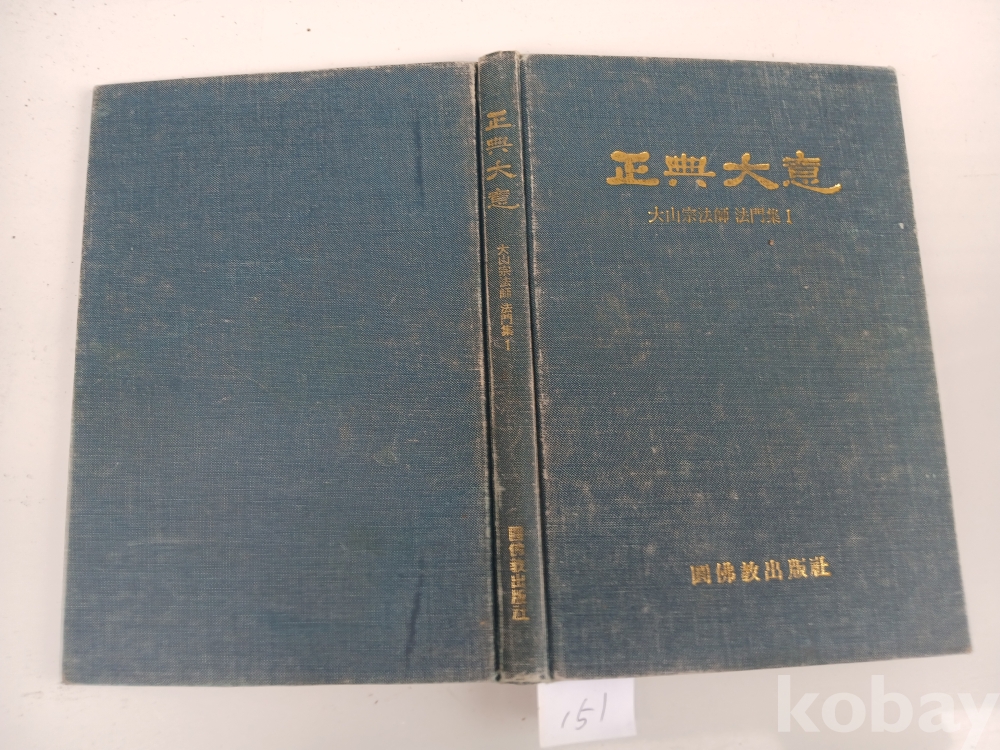 正典大意
大山宗法師 法門集 1
圓佛教出版社
正典大意
大山宗法師 法門集 I
圓佛教出版社
151
kobay